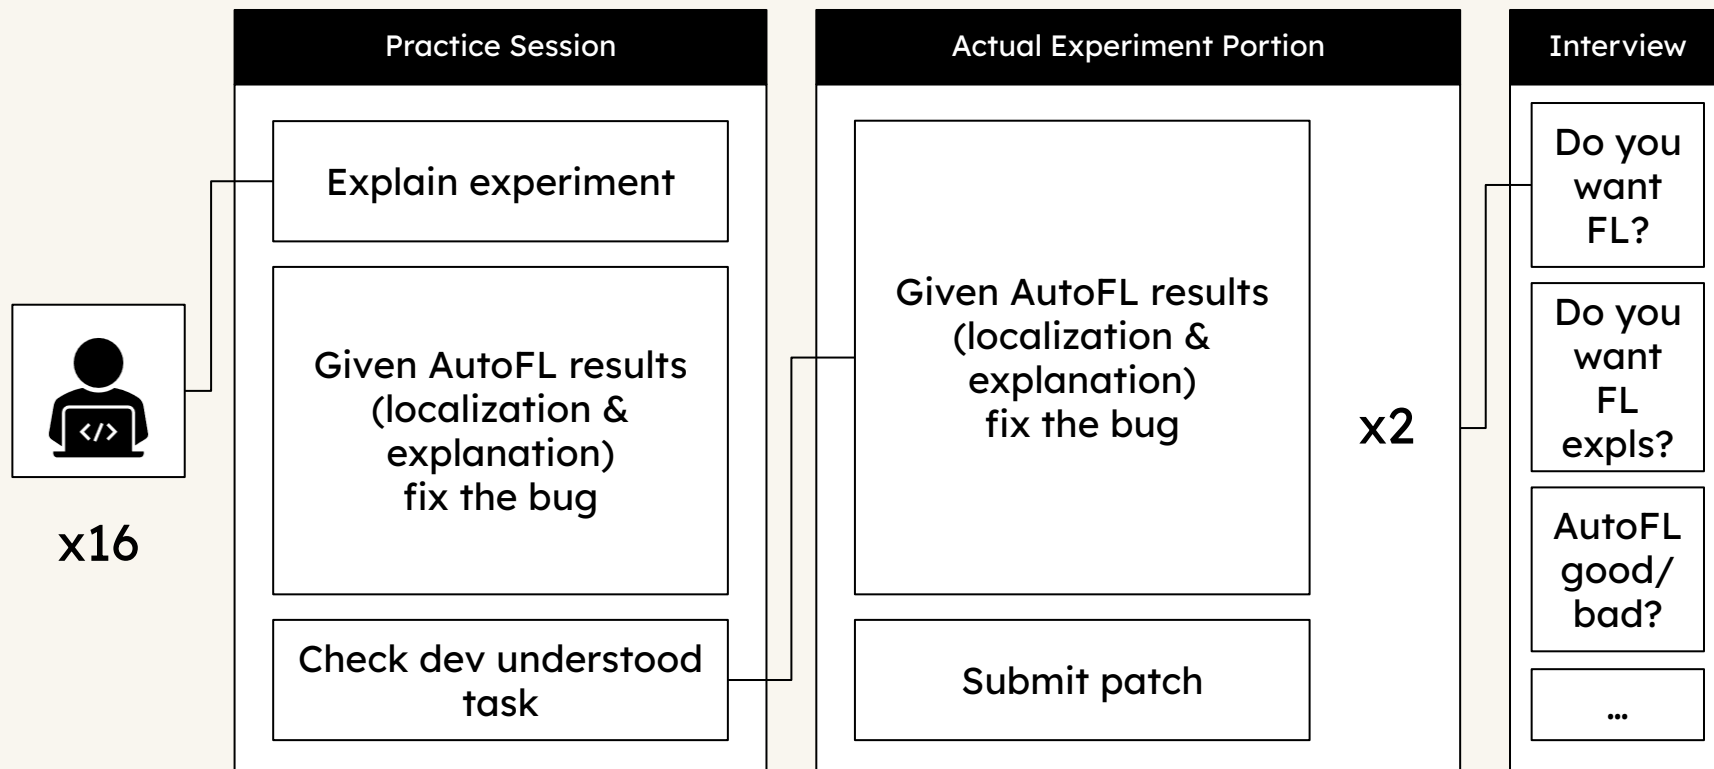 Practice Session
Actual Experiment Portion
Interview
</>
x16
Explain experiment
Given AutoFL results
(localization &
explanation)
fix the bug
Check dev understood
task
Given AutoFL results
(localization &
explanation)
fix the bug
x2
Submit patch
Do you
want
FL?
Do you
want
FL
expls?
AutoFL
good/
bad?
...